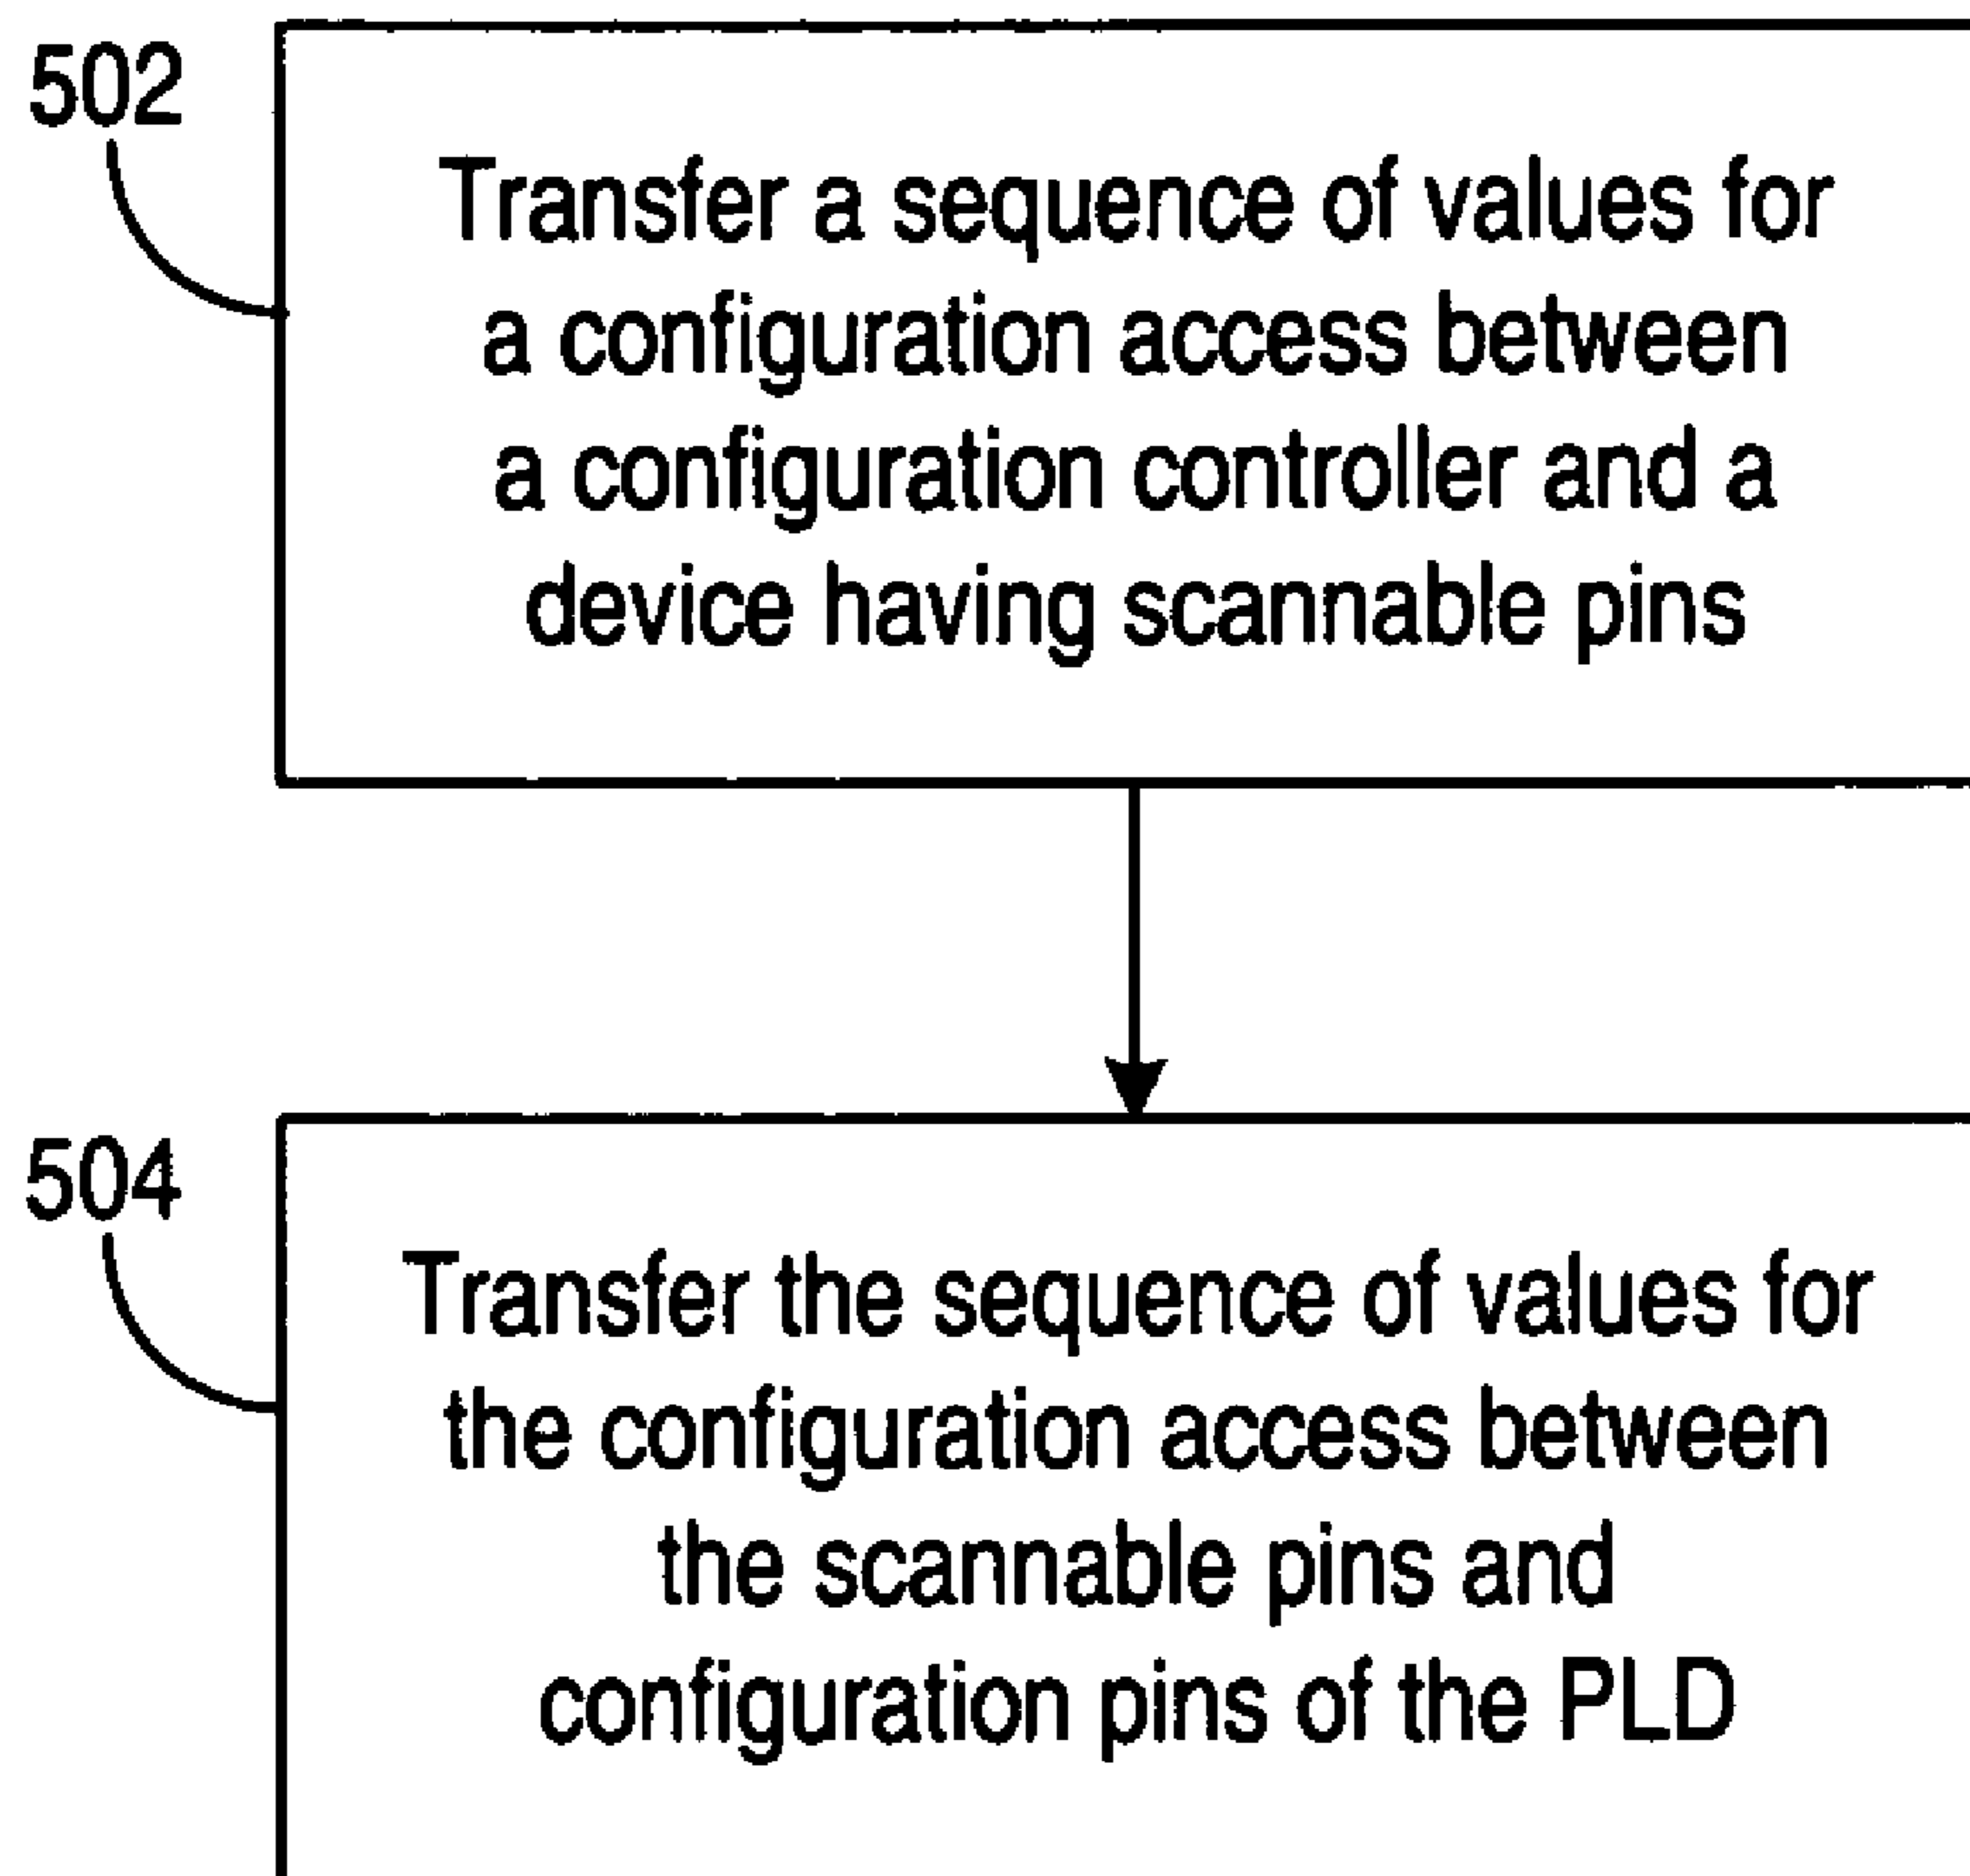 502
Transfer a sequence of values for
a configuration access between
a configuration controller and a
device having scannable pins
504
Transfer the sequence of values for
the configuration access between
the scannable pins and
configuration pins of the PLD